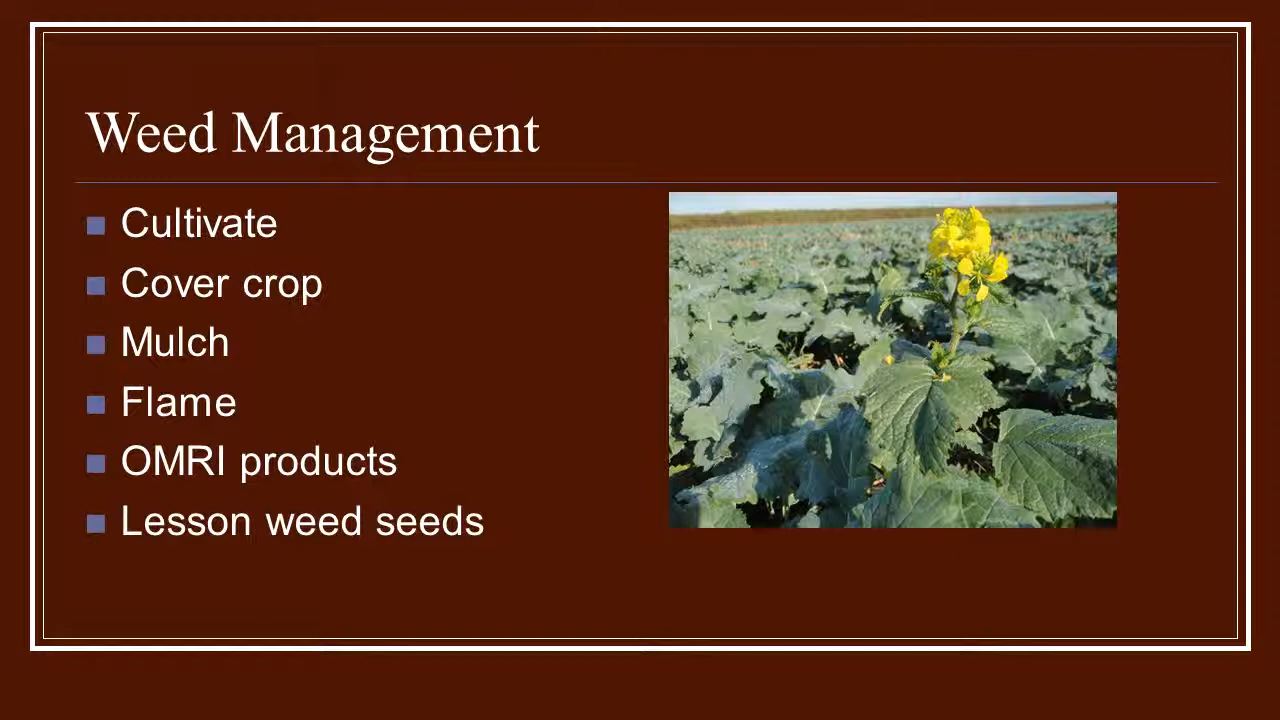 Weed Management
Cultivate
Cover crop
Mulch
Flame
OMRI products
Lesson weed seeds